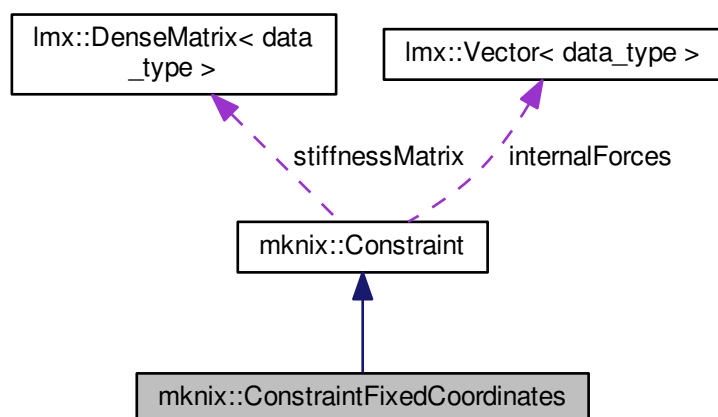 lmx::DenseMatrix< data
_type >
lmx::Vector< data_type >
stiffnessMatrix
internalForces
mknix::Constraint
mknix::ConstraintFixedCoordinates